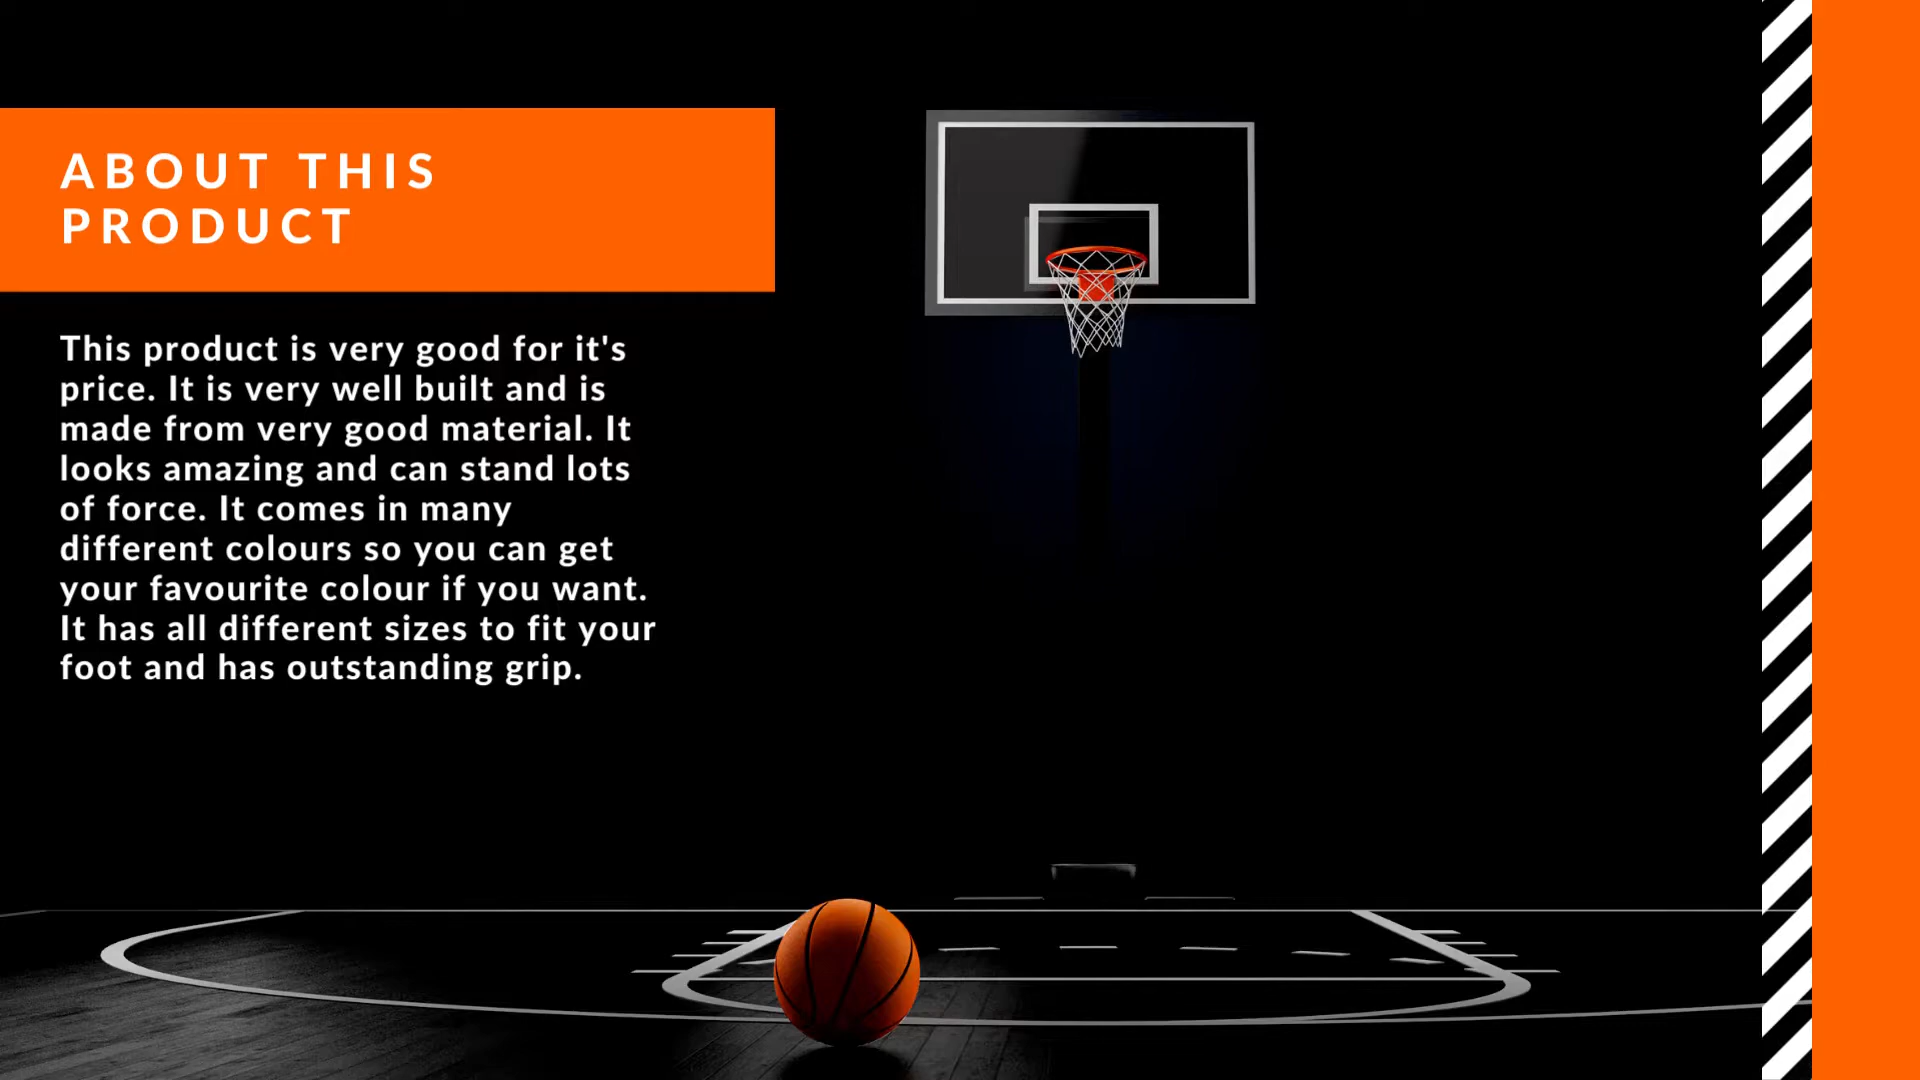 ABOUT THIS
PRODUCT
This product is very good for it's
price. It is very well built and is
made from very good material. It
looks amazing and can stand lots
of force. It comes in many
different colours so you can get
your favourite colour if you want.
It has all different sizes to fit your
foot and has outstanding grip.